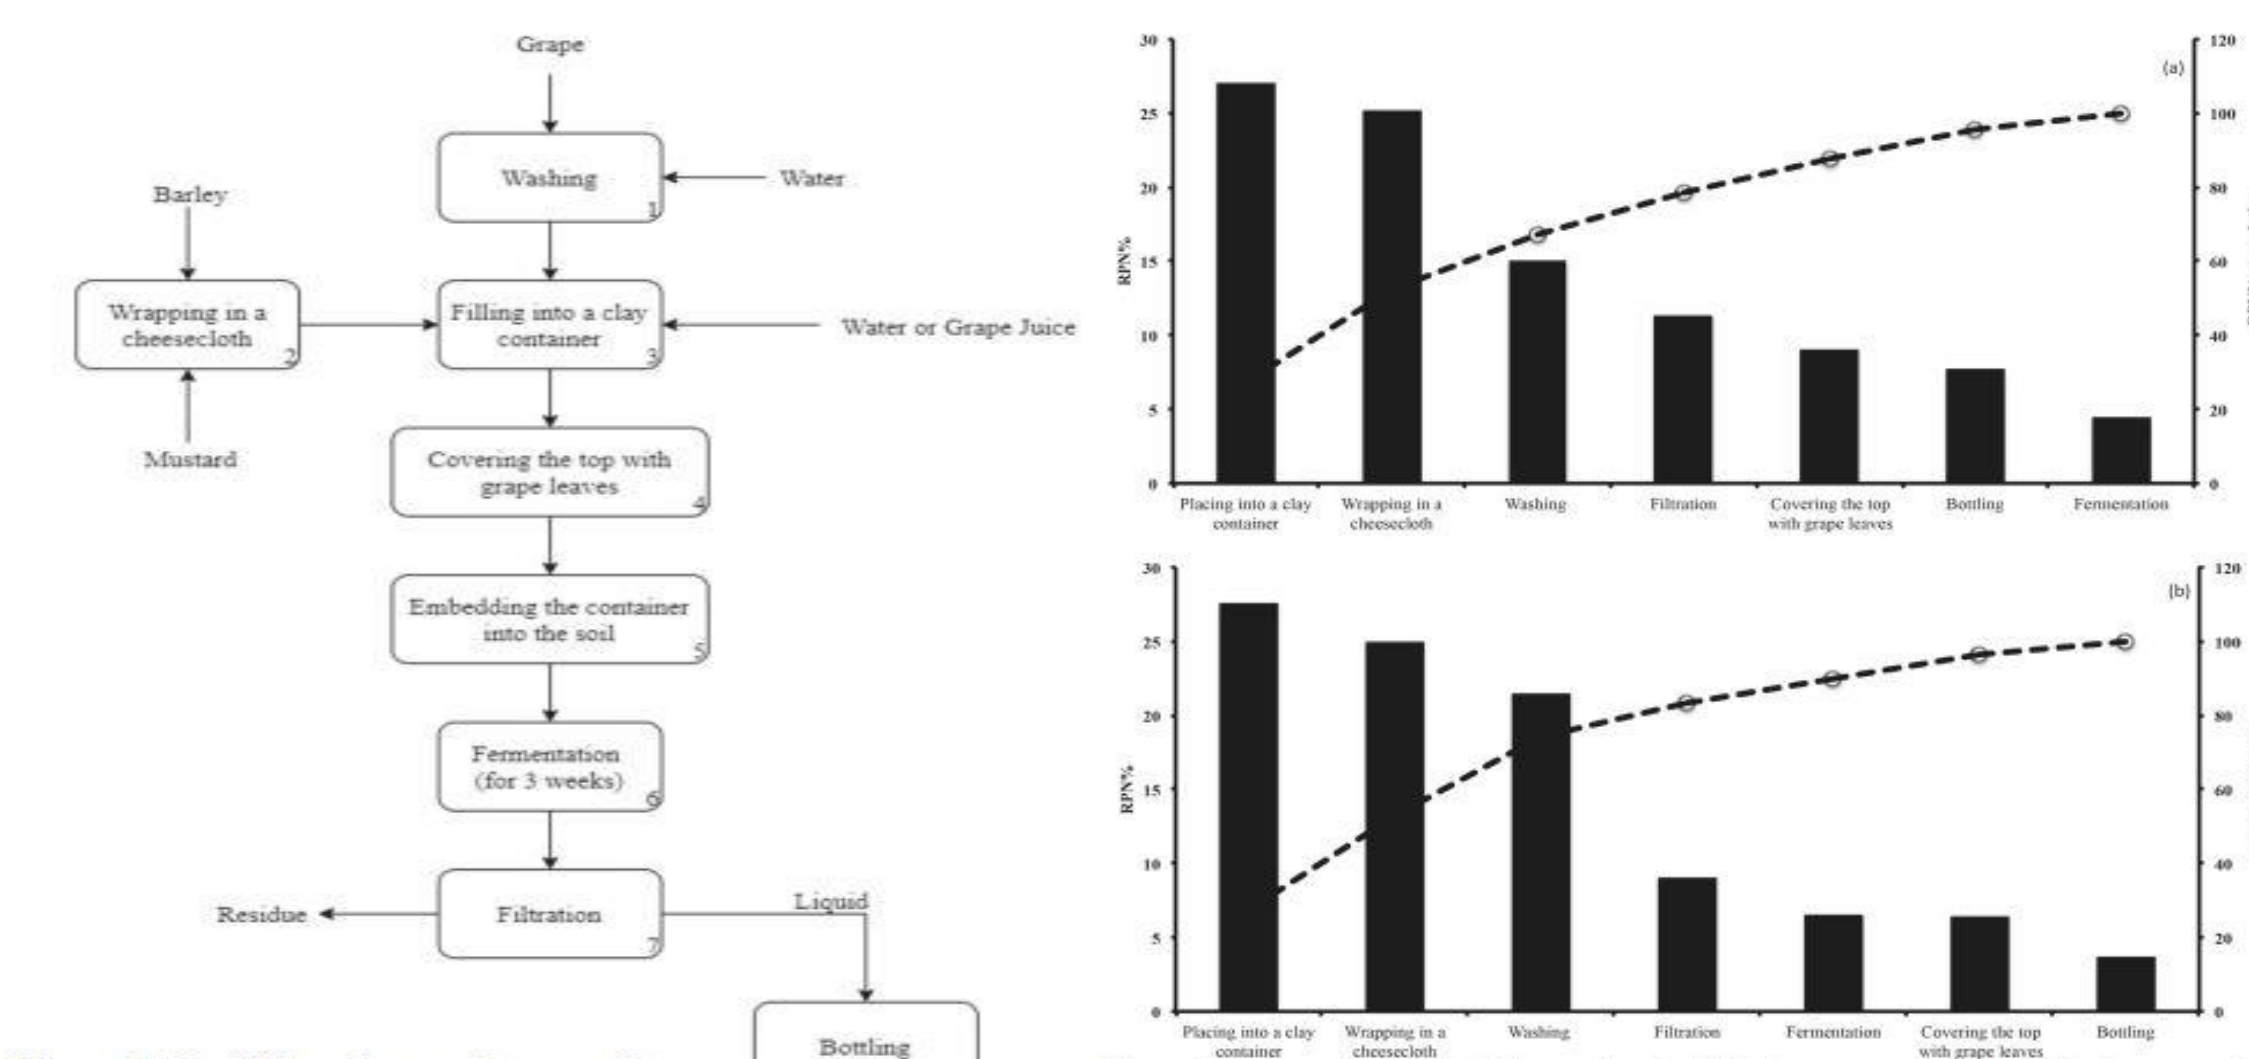 Grape
Washing
1
Water
Barley
Wrapping in a
cheesecloth
2
Filling into a clay
container
3
Water or Grape Juice
Mustard
Covering the top with
grape leaves
4
Embedding the container
into the soil
5
Fermentation
(for 3 weeks)
6
Residue
Filtration
7
Liquid
Bottling
(a)
RPN%
30
25
20
15
10
5
0
120
100
80
60
40
20
0
Placing into a clay
container
Wrapping in a
cheesecloth
Washing
Filtration
Covering the top
with grape leaves
Bottling
Fermentation
(b)
RPN%
30
25
20
15
10
5
0
120
100
80
60
40
20
0
Placing into a clay
container
Wrapping in a
cheesecloth
Washing
Filtration
Fermentation
Covering the top
with grape leaves
Bottling